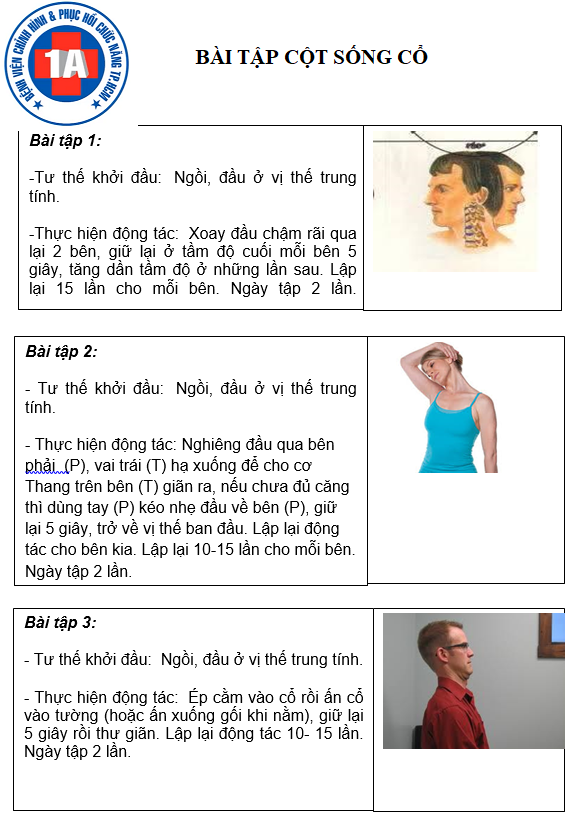 BỆNH VIỆN CHỈNH HÌNH & PHỤC HỒI CHỨC NĂNG TP.HCM
1A
BÀI TẬP CỘT SỐNG CỔ
Bài tập 1:
-Tư thế khởi đầu: Ngồi, đầu ở vị thế trung
tính.
-Thực hiện động tác: Xoay đầu chậm rãi qua
lại 2 bên, giữ lại ở tầm độ cuối mỗi bên 5
giây, tăng dần tầm độ ở những lần sau. Lập
lại 15 lần cho mỗi bên. Ngày tập 2 lần.
Bài tập 2:
- Tư thế khởi đầu: Ngồi, đầu ở vị thế trung
tính.
- Thực hiện động tác: Nghiêng đầu qua bên
phải (P), vai trái (T) hạ xuống để cho cơ
Thang trên bên (T) giãn ra, nếu chưa đủ căng
thì dùng tay (P) kéo nhẹ đầu về bên (P), giữ
lại 5 giây, trở về vị thế ban đầu. Lập lại động
tác cho bên kia. Lập lại 10-15 lần cho mỗi bên.
Ngày tập 2 lần.
Bài tập 3:
- Tư thế khởi đầu: Ngồi, đầu ở vị thế trung tính.
- Thực hiện động tác: Ép cằm vào cổ rồi ấn cổ
vào tường (hoặc ấn xuống gối khi nằm), giữ lại
5 giây rồi thư giãn. Lập lại động tác 10- 15 lần.
Ngày tập 2 lần.